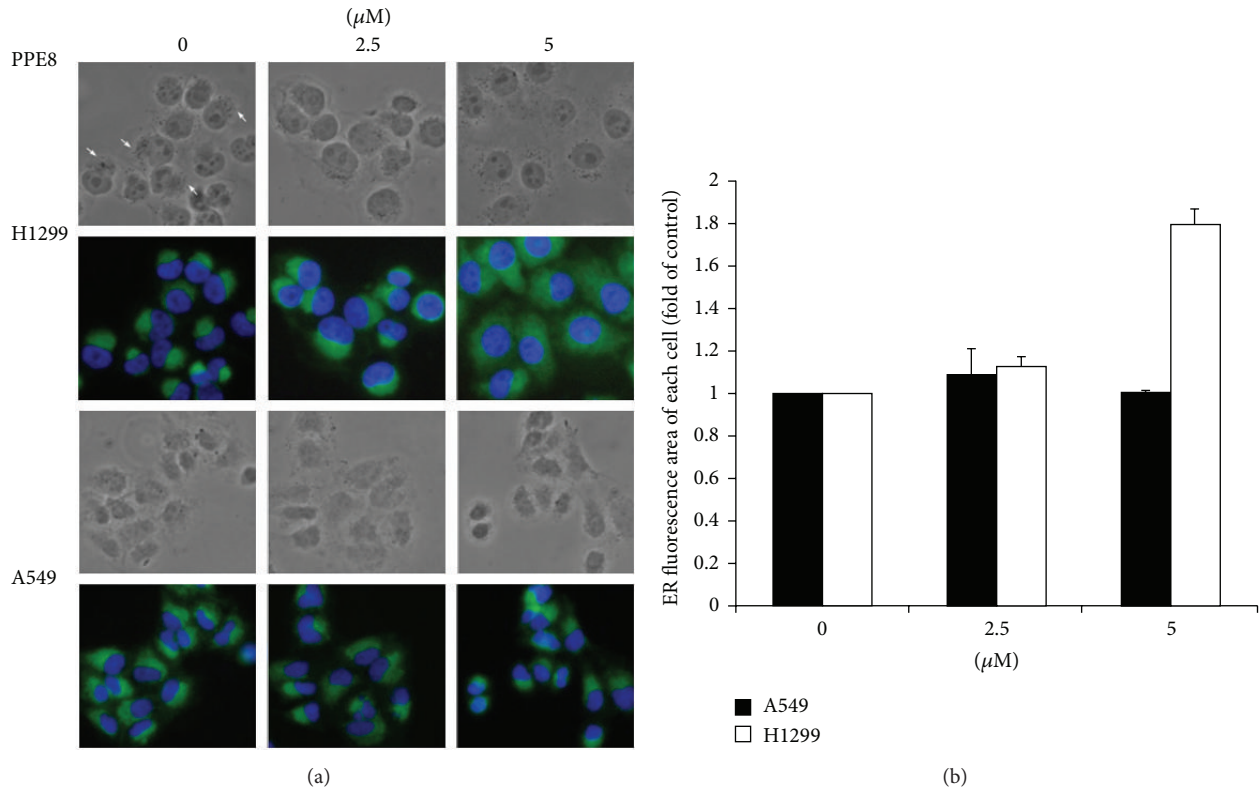 (μM)
0 2.5 5
PPE8
H1299
A549
(a)
ER fluorescence area of each cell (fold of control)
2
1.8
1.6
1.4
1.2
1
0.8
0.6
0.4
0.2
0
0 2.5 5
(μM)
A549
H1299
(b)